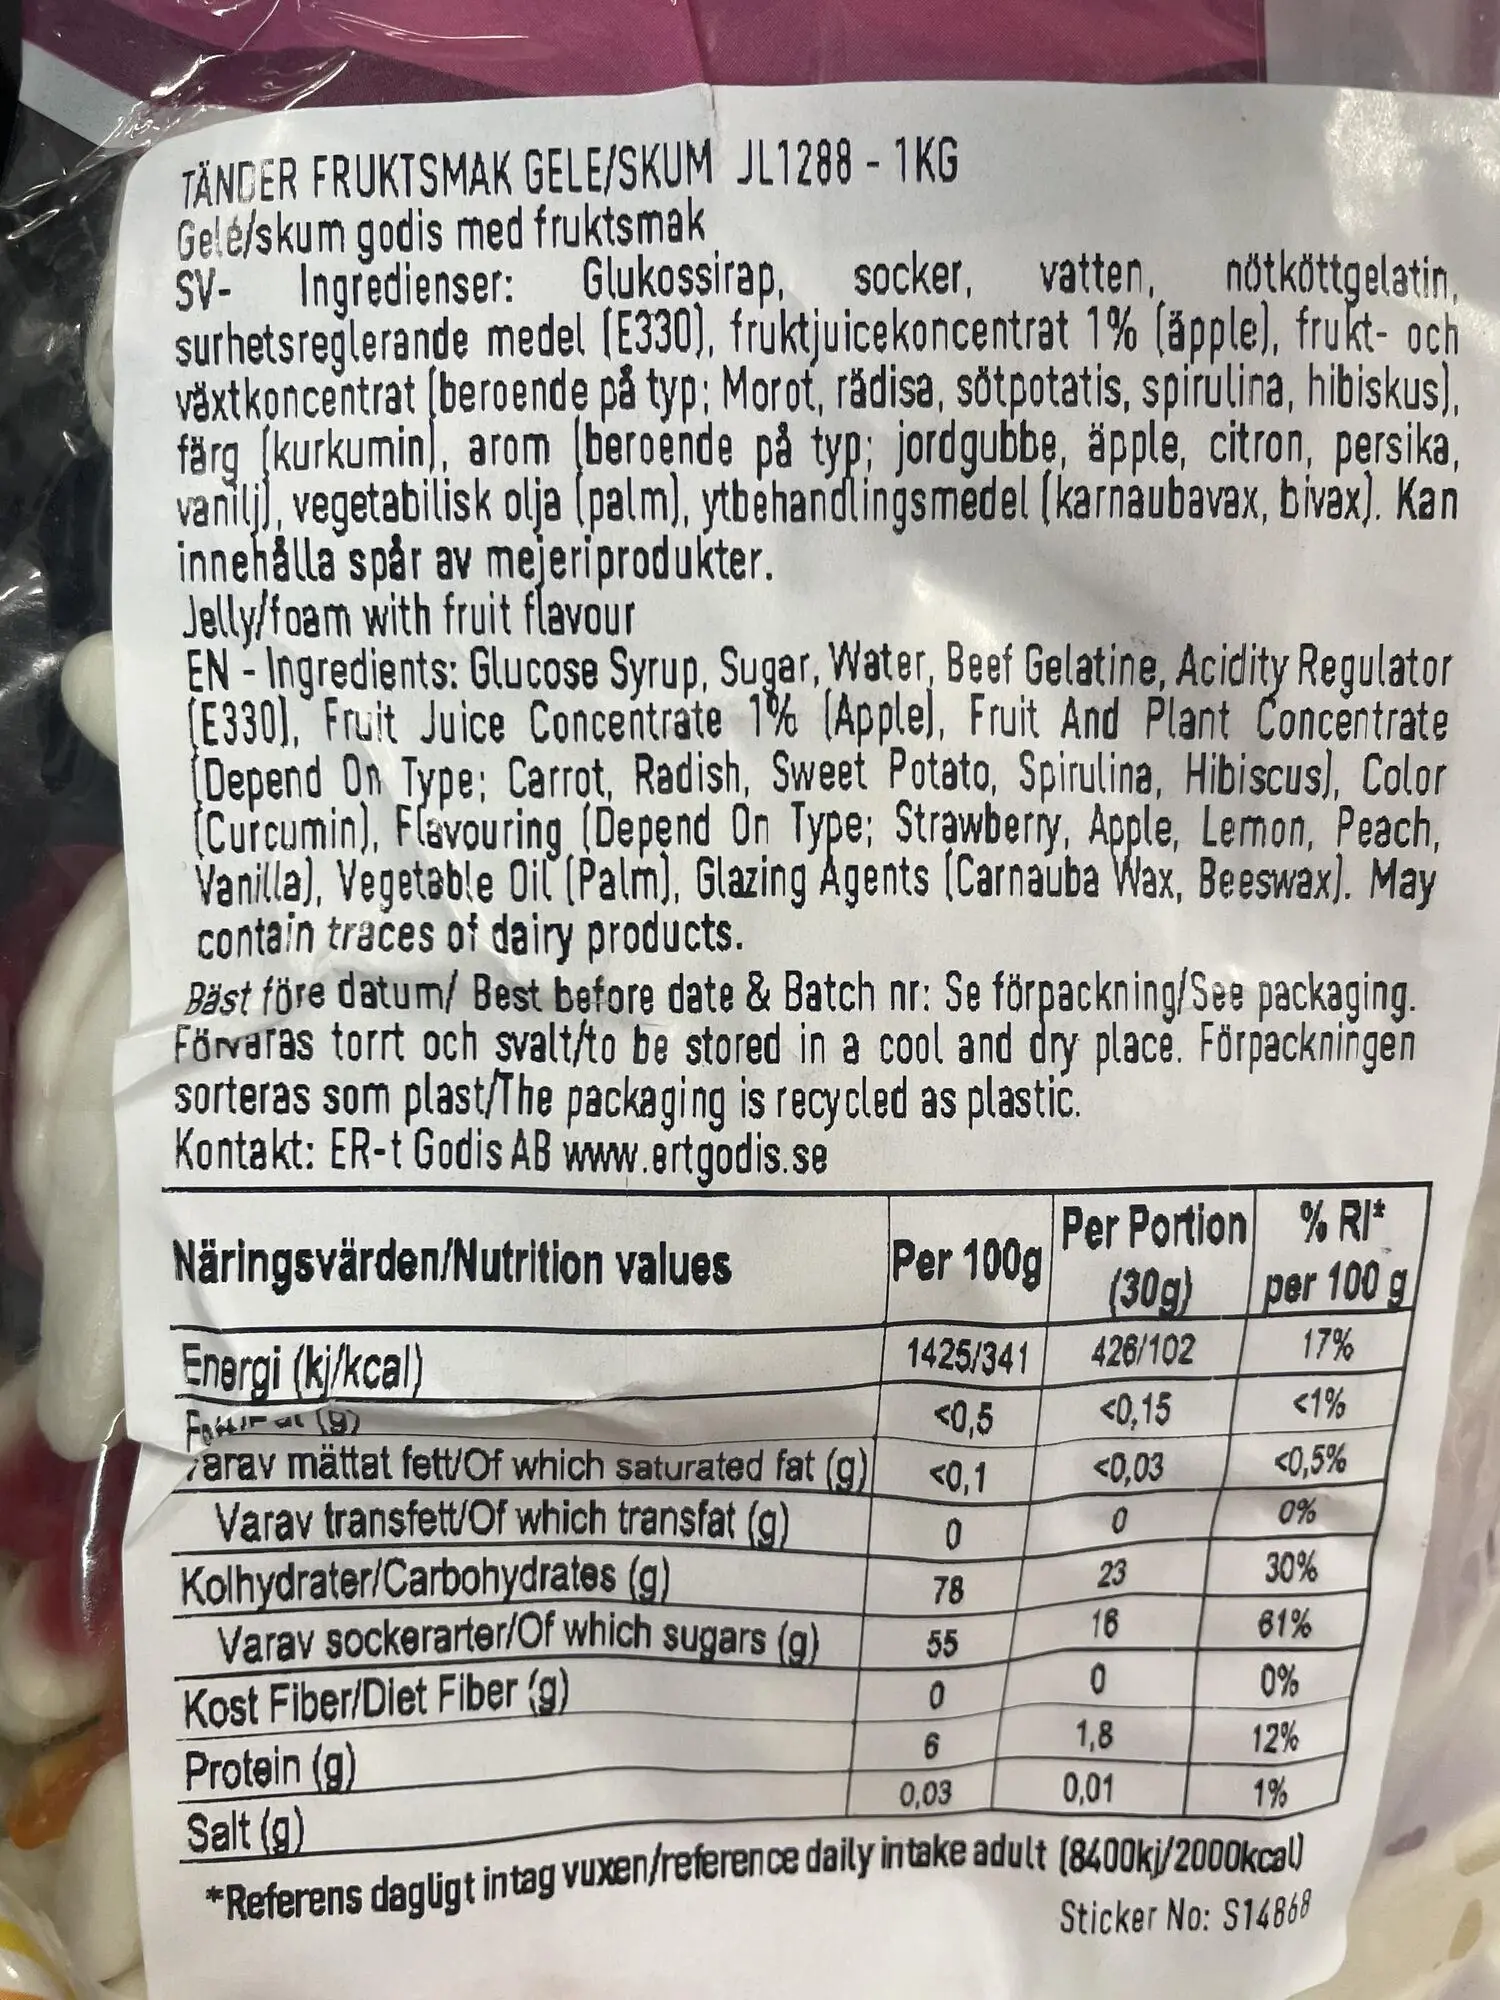 TÄNDER FRUKTSMAK GELE/SKUM JL1288 - 1KG
Gelé/skum godis med fruktsmak
SV- Ingredienser: Glukossirap, socker, vatten, nötköttgelatin,
surhetsreglerande medel (E330), fruktjuicekoncentrat 1% (äpple), frukt- och
växtkoncentrat (beroende på typ; Morot, rädisa, sötpotatis, spirulina, hibiskus),
färg (kurkumin), arom (beroende på typ; jordgubbe, äpple, citron, persika,
vanilj), vegetabilisk olja (palm), ytbehandlingsmedel (karnaubavax, bivax). Kan
innehålla spår av mejeriprodukter.
Jelly/foam with fruit flavour
EN - Ingredients: Glucose Syrup, Sugar, Water, Beef Gelatine, Acidity Regulator
(E330), Fruit Juice Concentrate 1% (Apple), Fruit And Plant Concentrate
(Depend On Type; Carrot, Radish, Sweet Potato, Spirulina, Hibiscus), Color
(Curcumin), Flavouring (Depend On Type; Strawberry, Apple, Lemon, Peach,
Vanilla), Vegetable Oil (Palm), Glazing Agents (Carnauba Wax, Beeswax). May
contain traces of dairy products.
Bäst före datum/ Best before date & Batch nr: Se förpackning/See packaging.
Förvaras torrt och svalt/to be stored in a cool and dry place. Förpackningen
sorteras som plast/The packaging is recycled as plastic.
Kontakt: ER-t Godis AB www.ertgodis.se
Näringsvärden/Nutrition values Per 100g Per Portion (30g) % RI* per 100 g
Energi (kj/kcal) 1425/341 426/102 17%
(g) <0,5 <0,15 <1%
arav mättat fett/Of which saturated fat (g) <0,1 <0,03 <0,5%
Varav transfett/Of which transfat (g) 0 0 0%
Kolhydrater/Carbohydrates (g) 78 23 30%
Varav sockerarter/Of which sugars (g) 55 16 61%
Kost Fiber/Diet Fiber (g) 0 0 0%
Protein (g) 6 1,8 12%
Salt (g) 0,03 0,01 1%
*Referens dagligt intag vuxen/reference daily intake adult (8400kj/2000kcal)
Sticker No: S14868